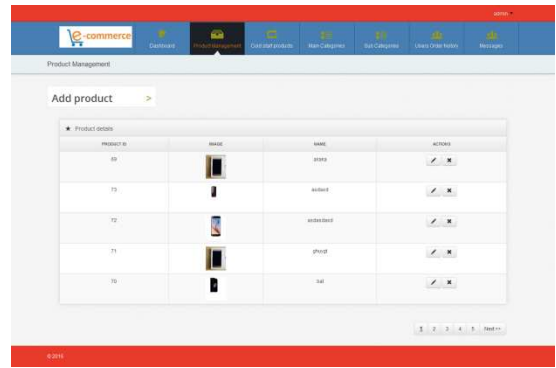 admin
e-commerce
Dashboard
Product Management
Cold start products
Main Categories
Sub Categories
Users Order history
Messages
Product Management
Add product >
Product details
PRODUCT ID IMAGE NAME ACTIONS
89
73
72
71
70
1 2 3 4 5 Next >>
© 2016